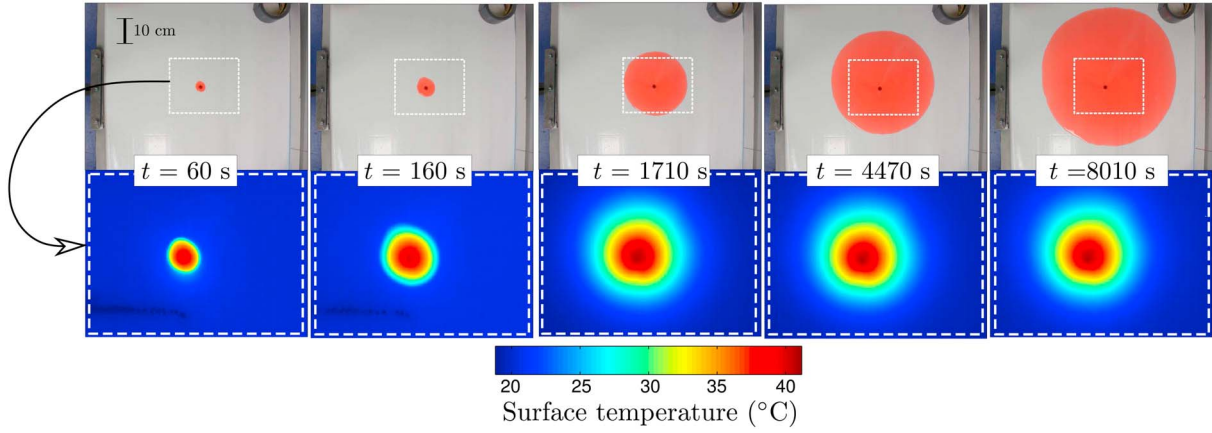 10 cm
t = 60 s
t = 160 s
t = 1710 s
t = 4470 s
t =8010 s
20 25 30 35 40
Surface temperature (°C)